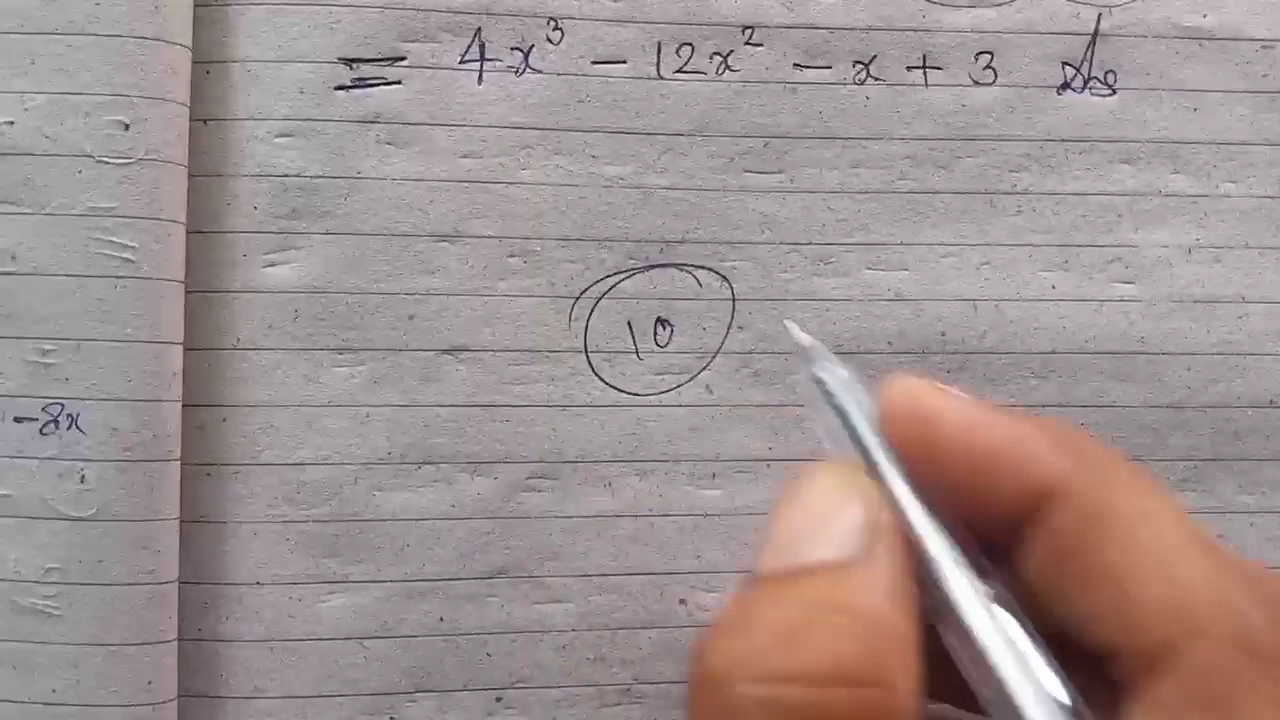 = 4x³ - 12x² - x + 3 Ans
10
-8x